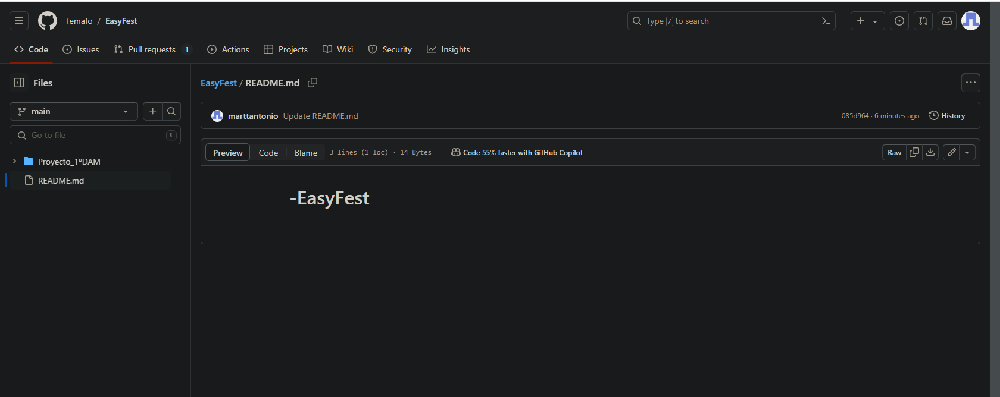 femafo / EasyFest
Type / to search
Code Issues Pull requests 1 Actions Projects Wiki Security Insights
Files
main
Go to file t
Proyecto_1ºDAM
README.md
EasyFest / README.md
marttantonio Update README.md
085d964 · 6 minutes ago History
Preview Code Blame 3 lines (1 loc) · 14 Bytes Code 55% faster with GitHub Copilot Raw
-EasyFest